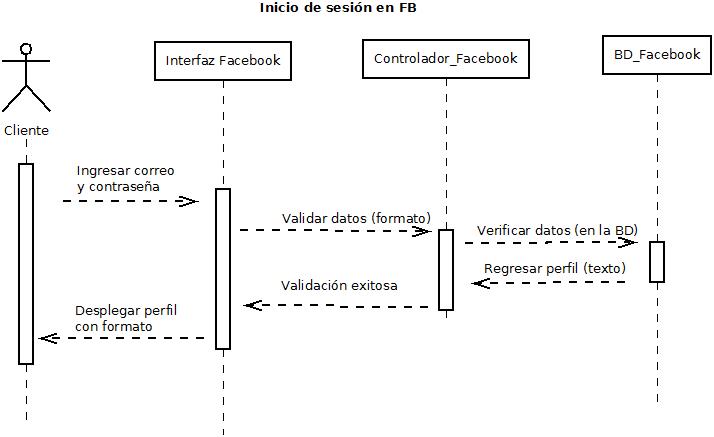 Inicio de sesión en FB
Interfaz Facebook
Controlador_Facebook
BD_Facebook
Cliente
Ingresar correo
y contraseña
Validar datos (formato)
Verificar datos (en la BD)
Regresar perfil (texto)
Validación exitosa
Desplegar perfil
con formato